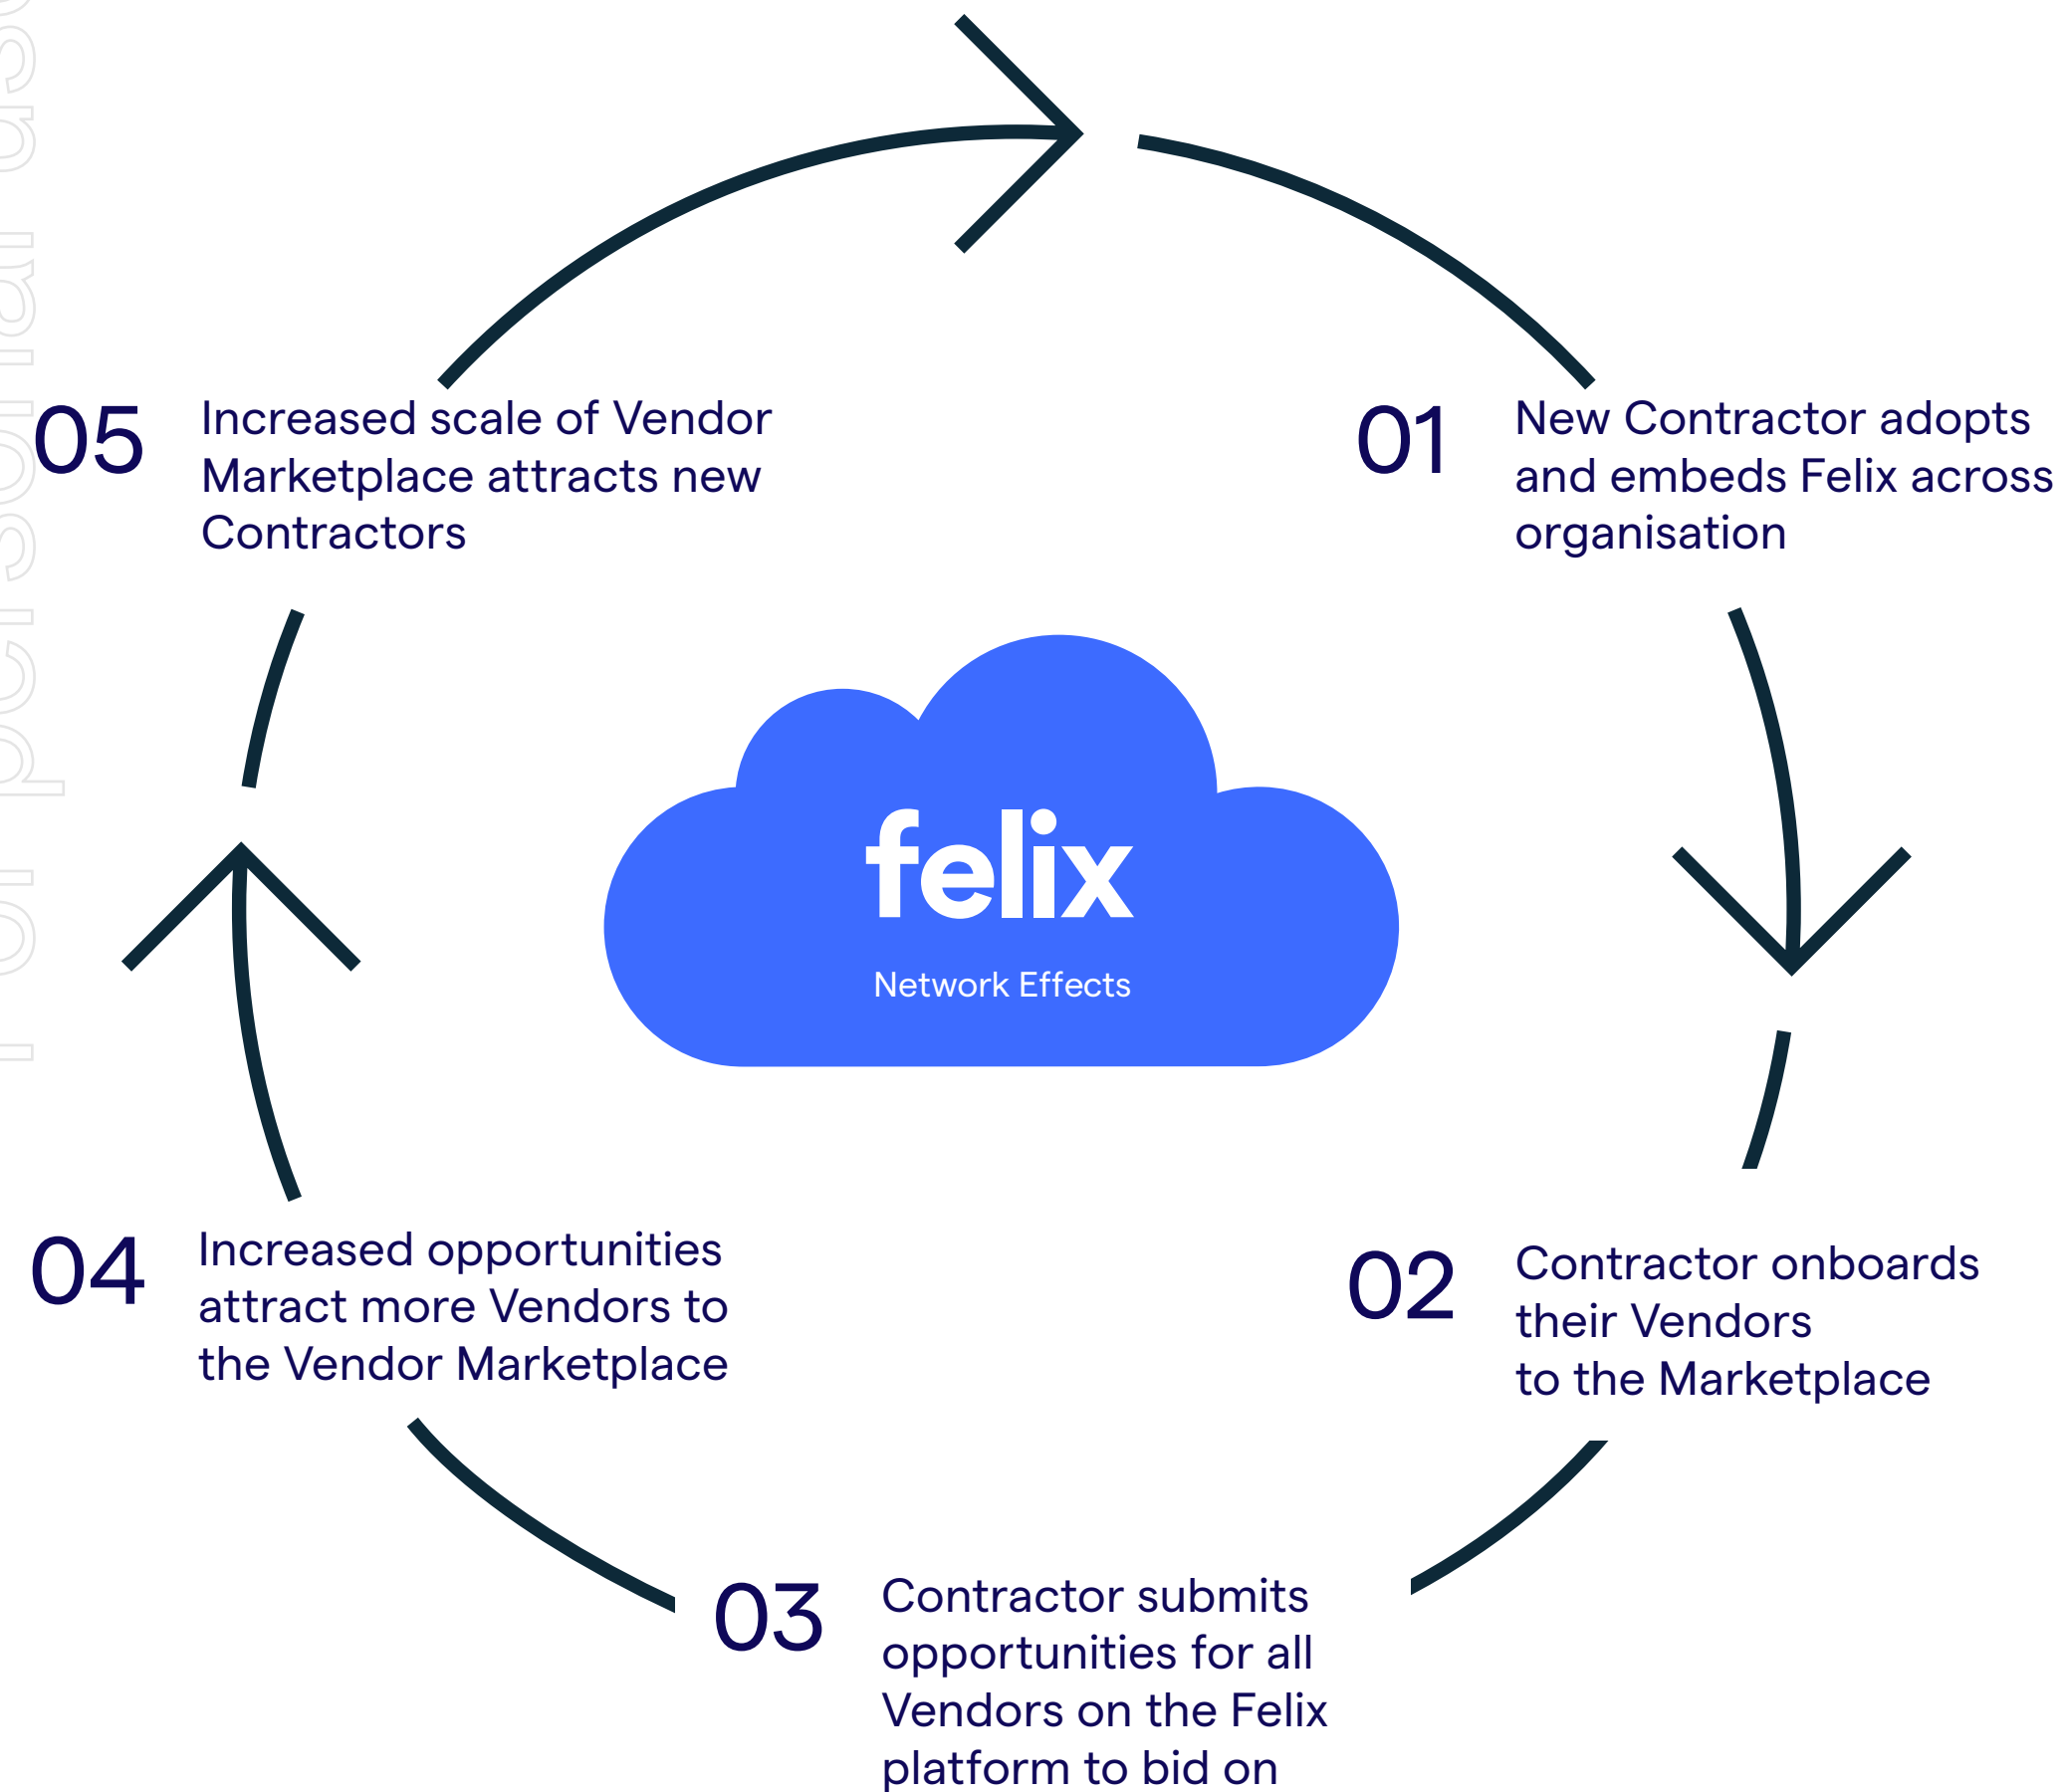 05
Increased scale of Vendor
Marketplace attracts new
Contractors
01
New Contractor adopts
and embeds Felix across
organisation
felix
Network Effects
04
Increased opportunities
attract more Vendors to
the Vendor Marketplace
02
Contractor onboards
their Vendors
to the Marketplace
03
Contractor submits
opportunities for all
Vendors on the Felix
platform to bid on
For personal